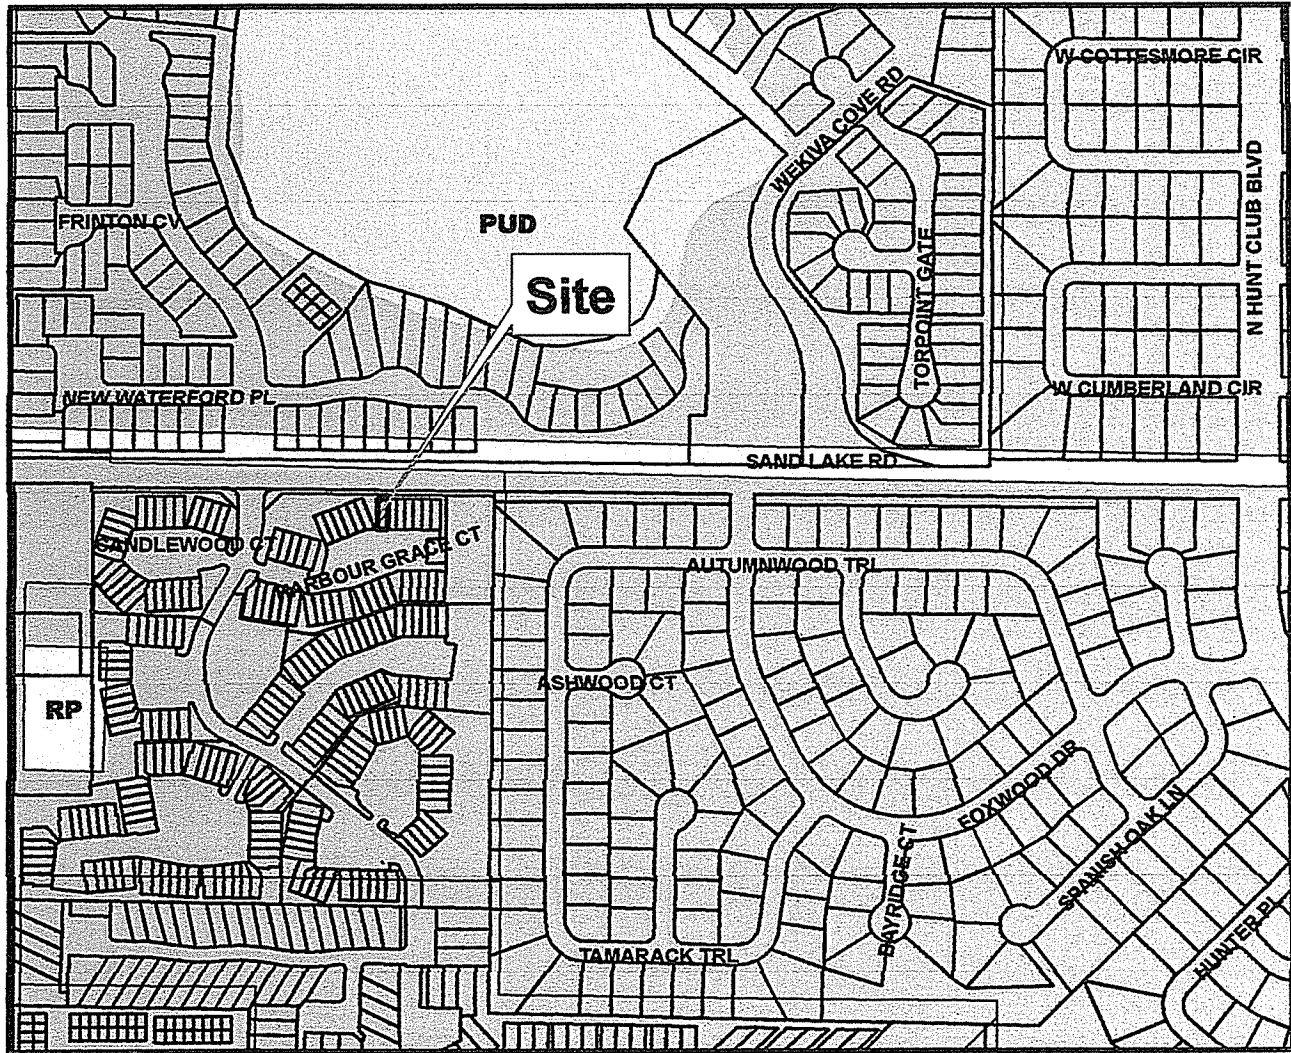 W COTTESMORE CIR
WEKIVA COVE RD
N HUNT CLUB BLVD
FRINTON CV
PUD
TORPOINT GATE
Site
NEW WATERFORD PL
W CUMBERLAND CIR
SAND LAKE RD
CANDLEWOOD CT
HARBOUR GRACE CT
AUTUMNWOOD TRL
ASHWOOD CT
RP
FOXWOOD DR
SPANISH OAK LN
BAYRIDGE CT
HUNTER PL
TAMARACK TRL